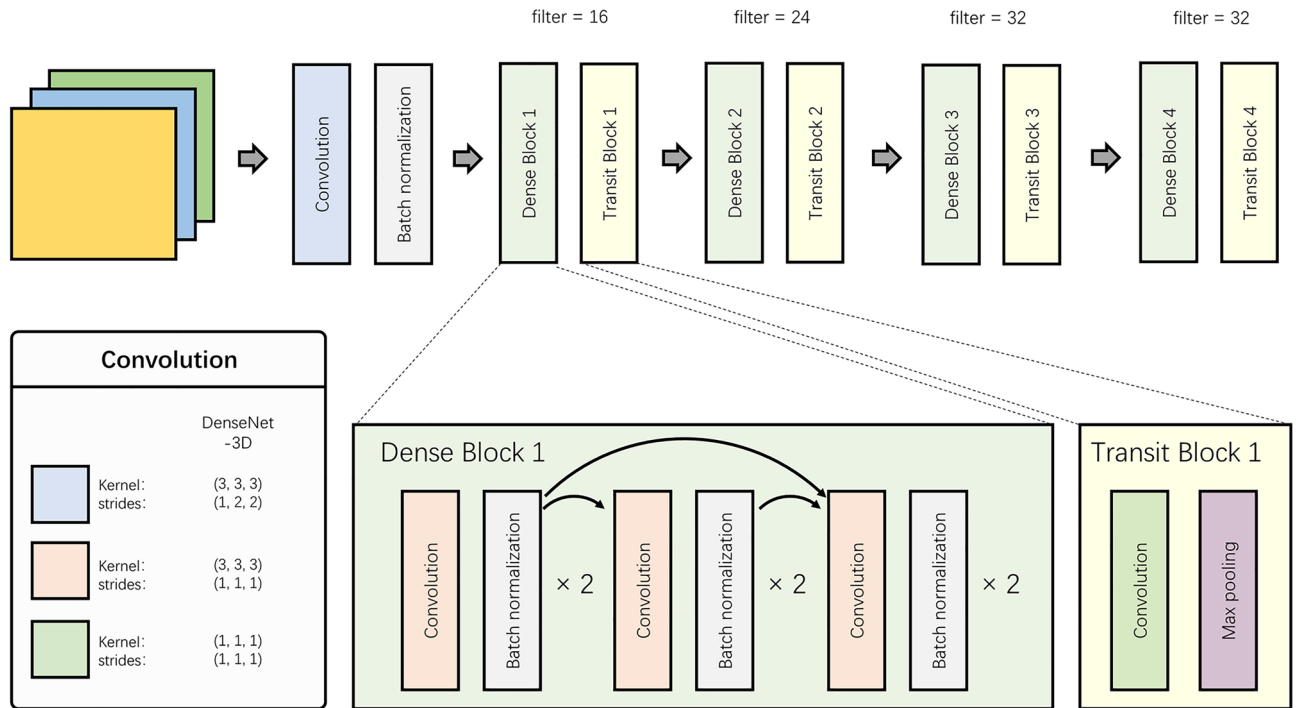 filter = 16
filter = 24
filter = 32
filter = 32
Convolution
Batch normalization
Dense Block 1
Transit Block 1
Dense Block 2
Transit Block 2
Dense Block 3
Transit Block 3
Dense Block 4
Transit Block 4
Convolution
DenseNet
-3D
Kernel: (3, 3, 3)
strides: (1, 2, 2)
Kernel: (3, 3, 3)
strides: (1, 1, 1)
Kernel: (1, 1, 1)
strides: (1, 1, 1)
Dense Block 1
Convolution
Batch normalization
× 2
Convolution
Batch normalization
× 2
Convolution
Batch normalization
× 2
Transit Block 1
Convolution
Max pooling